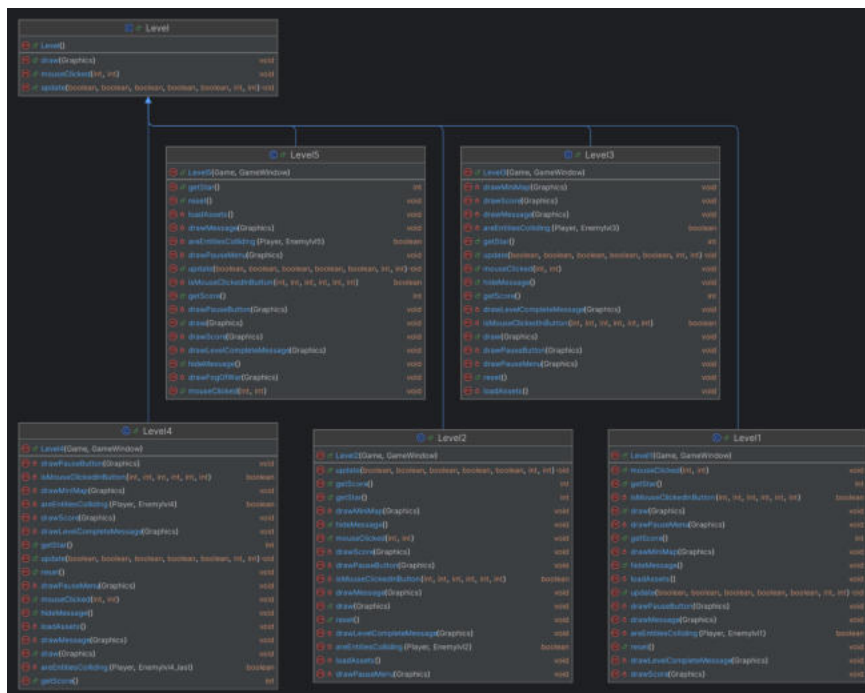 Level
Level()
draw(Graphics) void
mouseClicked(int, int) void
update(boolean, boolean, boolean, boolean, boolean, int, int) void
Level5
Level5(Game, GameWindow)
getStar() int
reset() void
loadAssets() void
drawMessage(Graphics) void
areEntitiesColliding(Player, Enemylvl5) boolean
drawPauseMenu(Graphics) void
update(boolean, boolean, boolean, boolean, boolean, int, int) void
isMouseClickedInButton(int, int, int, int, int, int) boolean
getScore() int
drawPauseButton(Graphics) void
draw(Graphics) void
drawScore(Graphics) void
drawLevelCompleteMessage(Graphics) void
hideMessage() void
drawFogOfWar(Graphics) void
mouseClicked(int, int) void
Level3
Level3(Game, GameWindow)
drawMiniMap(Graphics) void
drawScore(Graphics) void
drawMessage(Graphics) void
areEntitiesColliding(Player, Enemylvl3) boolean
getStar() int
update(boolean, boolean, boolean, boolean, boolean, int, int) void
mouseClicked(int, int) void
hideMessage() void
getScore() int
drawLevelCompleteMessage(Graphics) void
isMouseClickedInButton(int, int, int, int, int, int) boolean
draw(Graphics) void
drawPauseButton(Graphics) void
drawPauseMenu(Graphics) void
reset() void
loadAssets() void
Level4
Level4(Game, GameWindow)
drawPauseButton(Graphics) void
isMouseClickedInButton(int, int, int, int, int, int) boolean
drawMiniMap(Graphics) void
areEntitiesColliding(Player, Enemylvl4) boolean
drawScore(Graphics) void
drawLevelCompleteMessage(Graphics) void
getStar() int
update(boolean, boolean, boolean, boolean, boolean, int, int) void
reset() void
drawPauseMenu(Graphics) void
mouseClicked(int, int) void
hideMessage() void
loadAssets() void
drawMessage(Graphics) void
draw(Graphics) void
areEntitiesColliding(Player, Enemylvl4_last) boolean
getScore() int
Level2
Level2(Game, GameWindow)
update(boolean, boolean, boolean, boolean, boolean, int, int) void
getScore() int
getStar() int
drawMiniMap(Graphics) void
hideMessage() void
mouseClicked(int, int) void
drawScore(Graphics) void
drawPauseButton(Graphics) void
isMouseClickedInButton(int, int, int, int, int, int) boolean
drawMessage(Graphics) void
draw(Graphics) void
reset() void
drawLevelCompleteMessage(Graphics) void
areEntitiesColliding(Player, Enemylvl2) boolean
loadAssets() void
drawPauseMenu(Graphics) void
Level1
Level1(Game, GameWindow)
mouseClicked(int, int) void
getStar() int
isMouseClickedInButton(int, int, int, int, int, int) boolean
draw(Graphics) void
drawPauseMenu(Graphics) void
getScore() int
drawMiniMap(Graphics) void
hideMessage() void
loadAssets() void
update(boolean, boolean, boolean, boolean, boolean, int, int) void
drawPauseButton(Graphics) void
drawMessage(Graphics) void
areEntitiesColliding(Player, Enemylvl1) boolean
reset() void
drawLevelCompleteMessage(Graphics) void
drawScore(Graphics) void